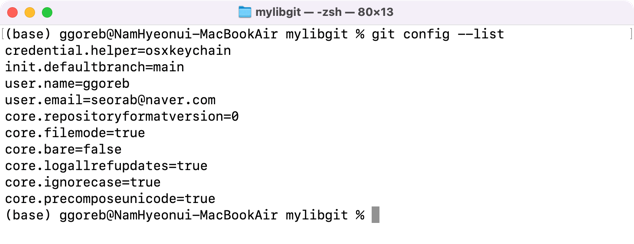 mylibgit — -zsh — 80×13
(base) ggoreb@NamHyeonui-MacBookAir mylibgit % git config --list
credential.helper=osxkeychain
init.defaultbranch=main
user.name=ggoreb
user.email=seorab@naver.com
core.repositoryformatversion=0
core.filemode=true
core.bare=false
core.logallrefupdates=true
core.ignorecase=true
core.precomposeunicode=true
(base) ggoreb@NamHyeonui-MacBookAir mylibgit %